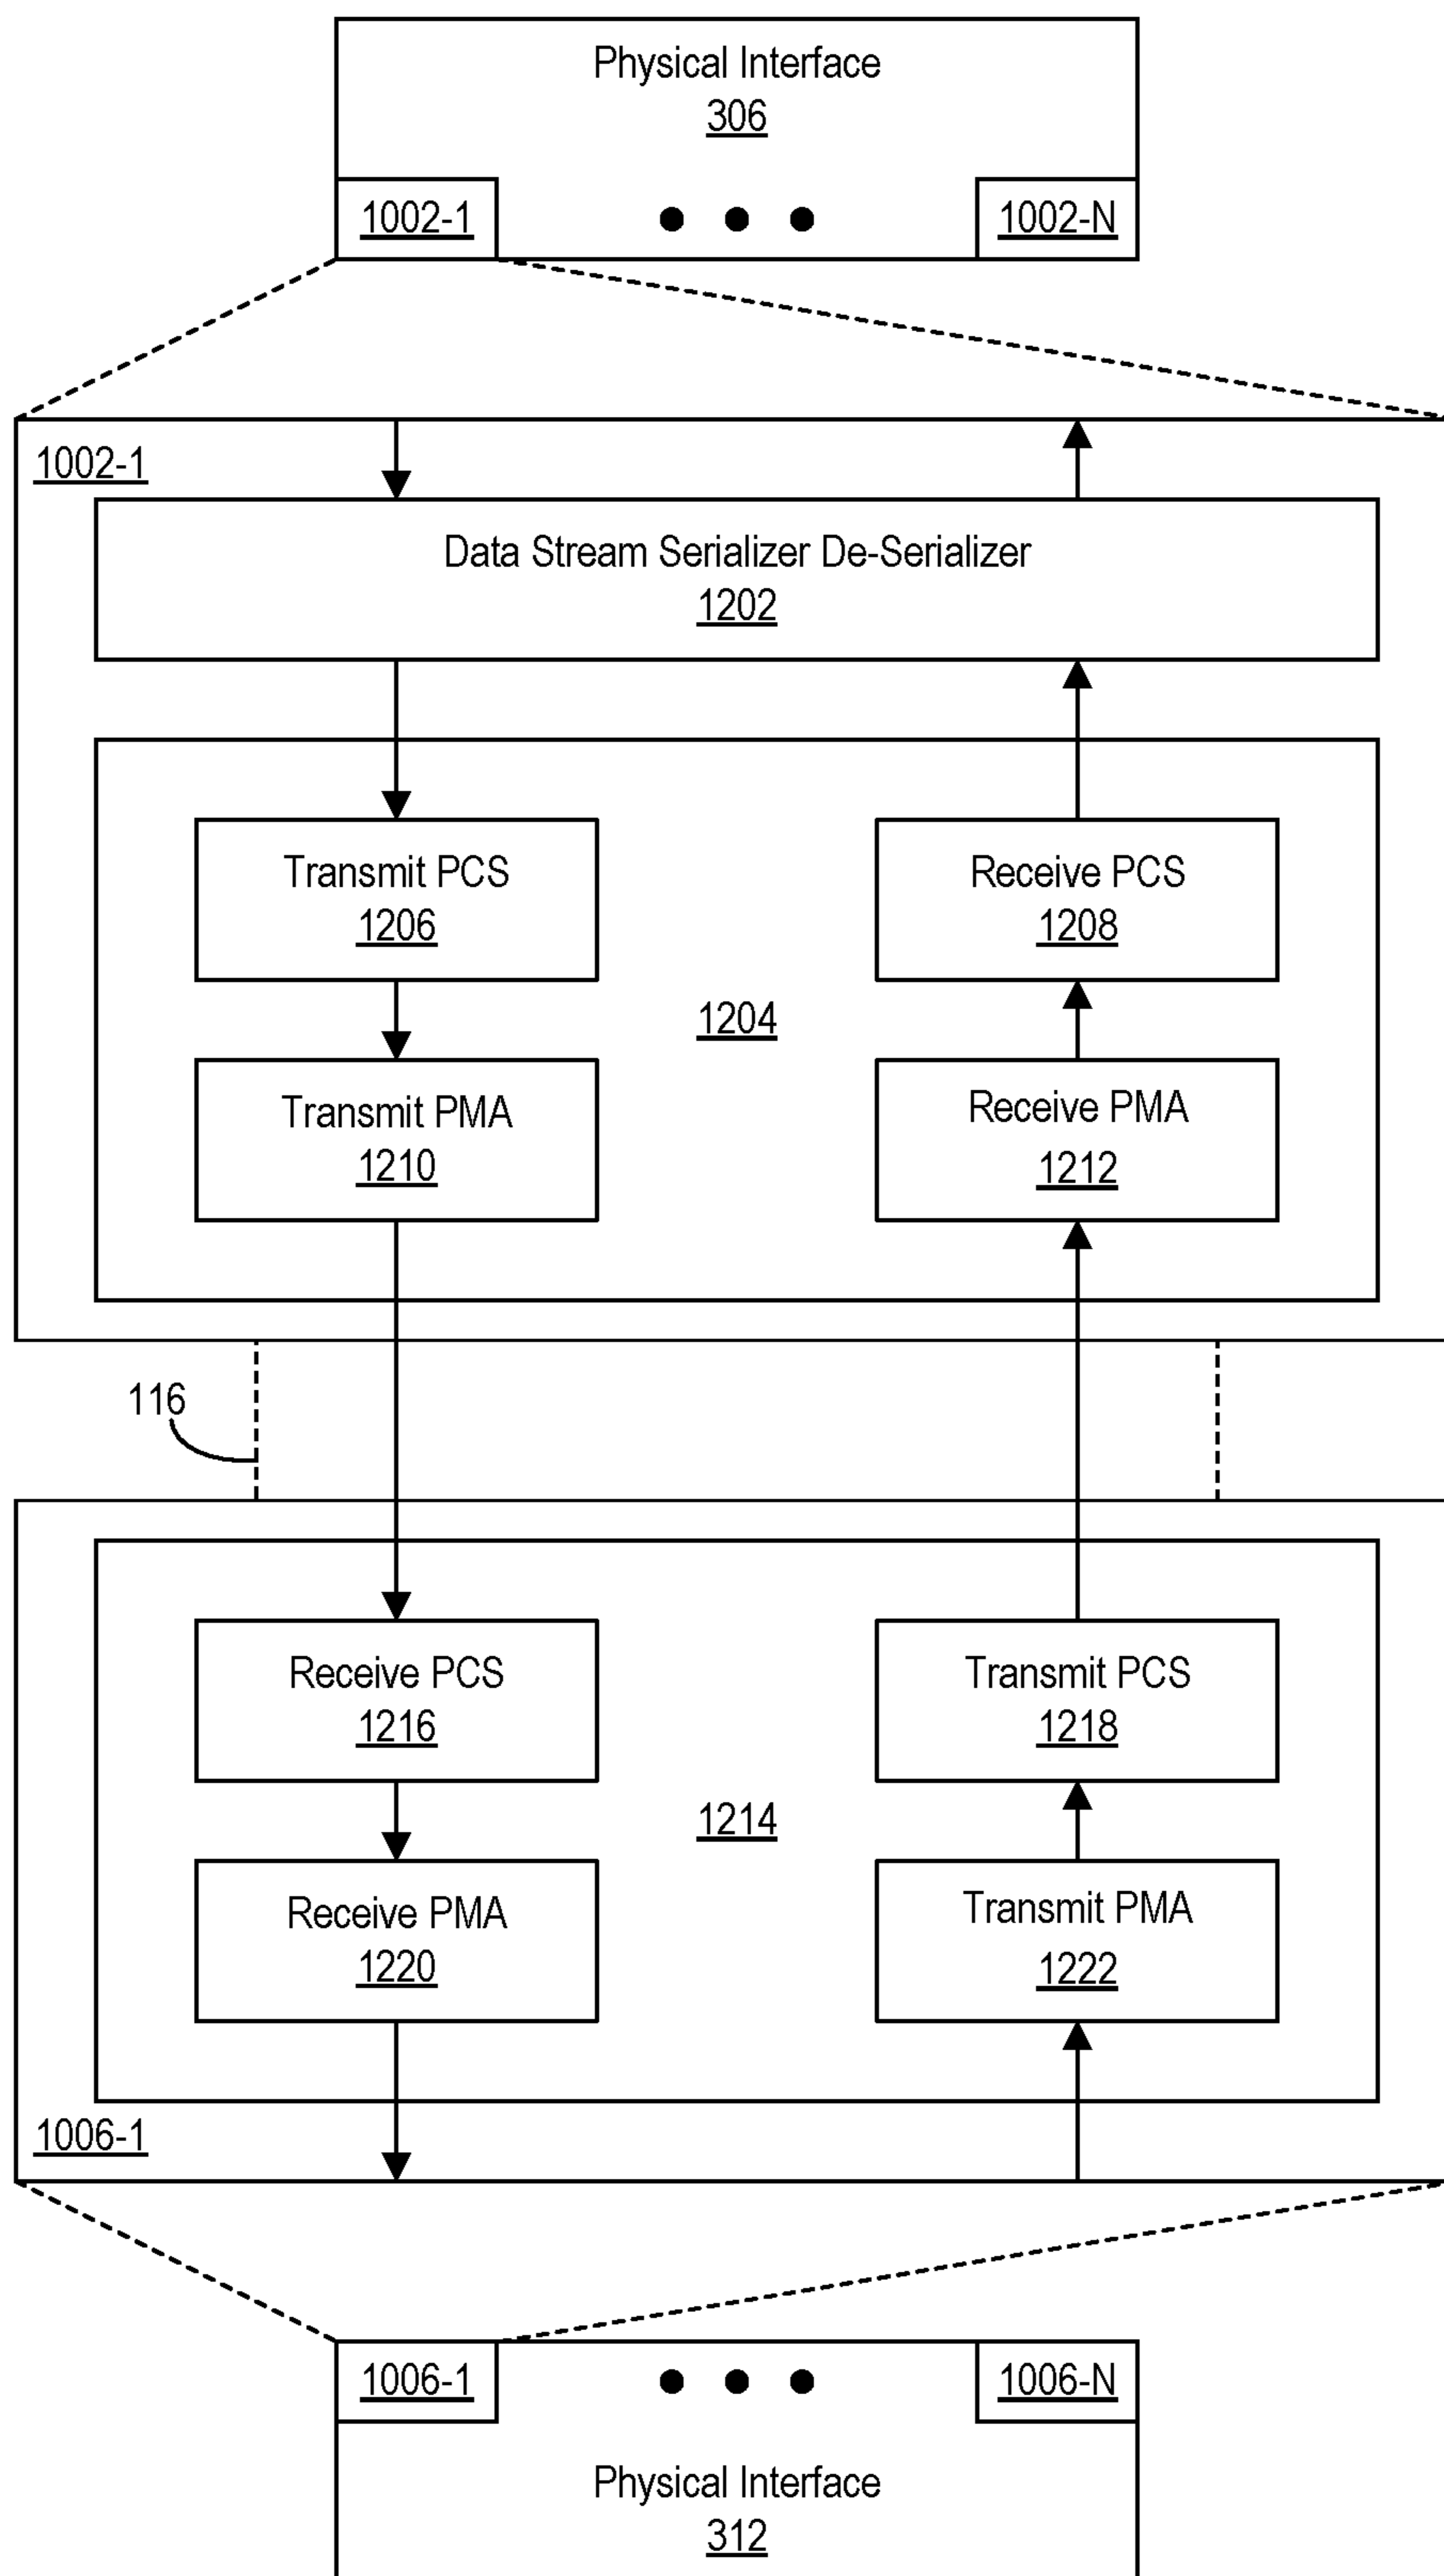 Physical Interface
306
1002-1
1002-N
1002-1
Data Stream Serializer De-Serializer
1202
Transmit PCS
1206
Receive PCS
1208
1204
Transmit PMA
1210
Receive PMA
1212
116
Receive PCS
1216
Transmit PCS
1218
1214
Receive PMA
1220
Transmit PMA
1222
1006-1
1006-1
1006-N
Physical Interface
312